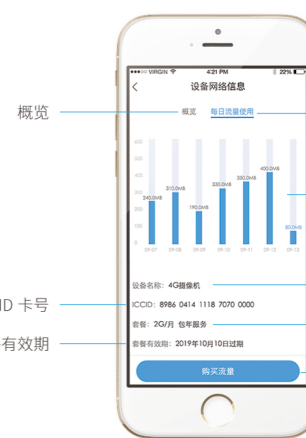 VIRGIN 4:21 PM 22%
设备网络信息
概览 每日流量使用
概览
600
500
400
300
200
100
0
240.0MB
310.0MB
190.0MB
330.0MB
380.0MB
400.0MB
80.0MB
09-07 09-08 09-09 09-10 09-11 09-12 09-13
设备名称: 4G摄像机
ICCID: 8986 0414 1118 7070 0000
ID 卡号
套餐: 2G/月 包年服务
套餐有效期: 2019年10月10日过期
有效期
购买流量